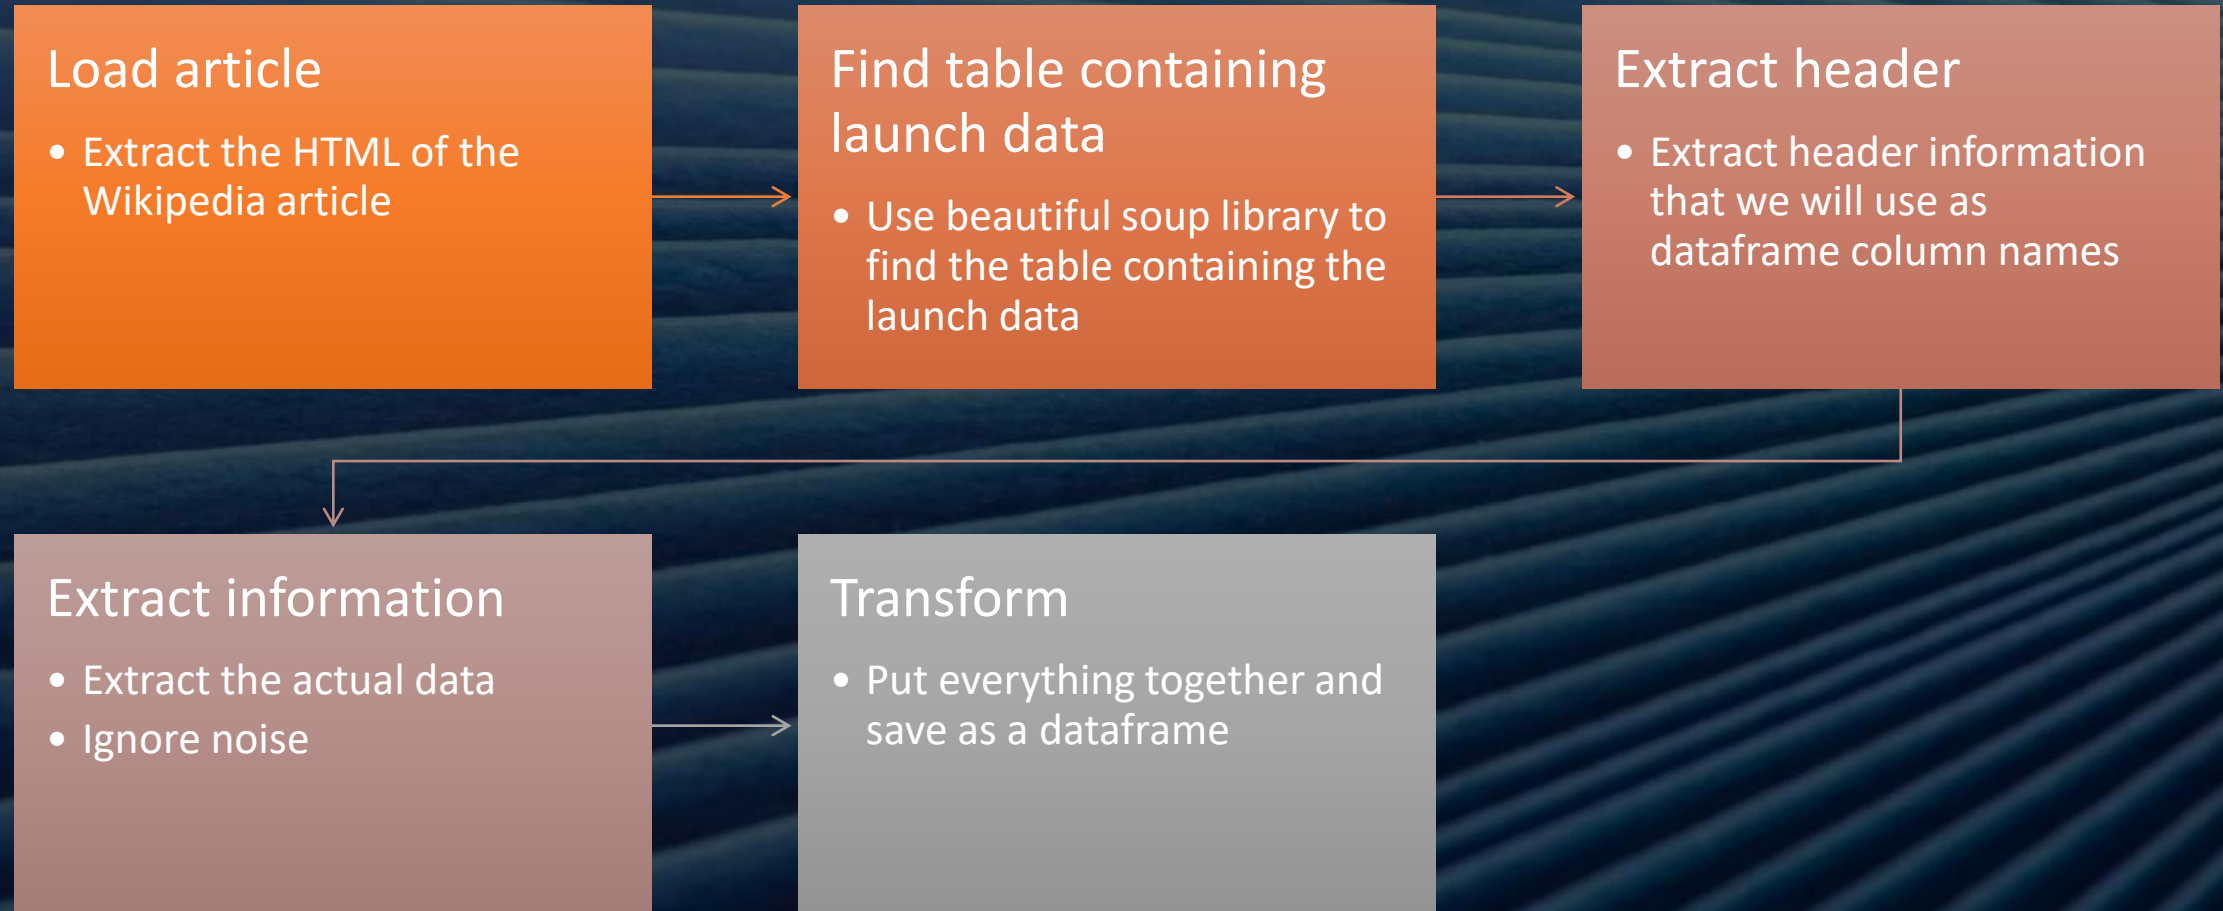 Load article
• Extract the HTML of the
Wikipedia article
Find table containing
launch data
• Use beautiful soup library to
find the table containing the
launch data
Extract header
• Extract header information
that we will use as
dataframe column names
Extract information
• Extract the actual data
• Ignore noise
Transform
• Put everything together and
save as a dataframe